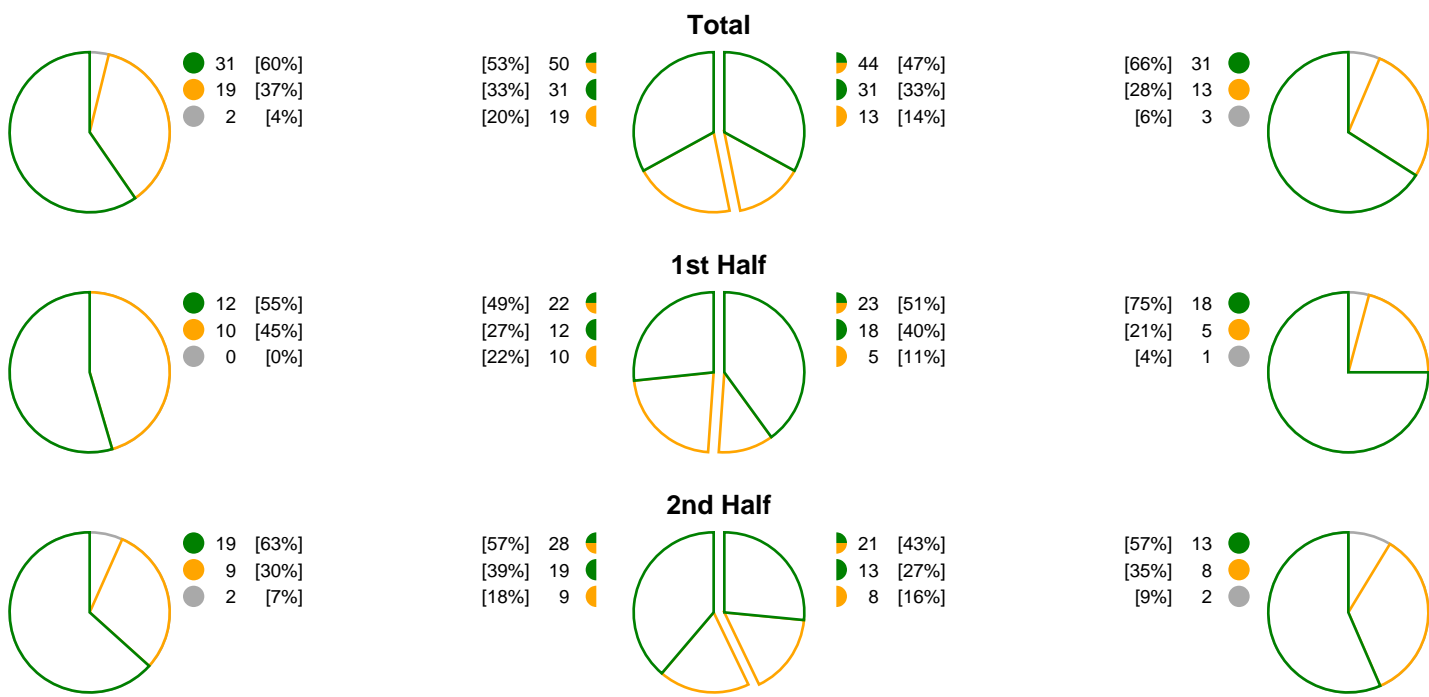 Total
31 [60%] [53%] 50 44 [47%] [66%] 31
19 [37%] [33%] 31 31 [33%] [28%] 13
2 [4%] [20%] 19 13 [14%] [6%] 3
1st Half
12 [55%] [49%] 22 23 [51%] [75%] 18
10 [45%] [27%] 12 18 [40%] [21%] 5
0 [0%] [22%] 10 5 [11%] [4%] 1
2nd Half
19 [63%] [57%] 28 21 [43%] [57%] 13
9 [30%] [39%] 19 13 [27%] [35%] 8
2 [7%] [18%] 9 8 [16%] [9%] 2